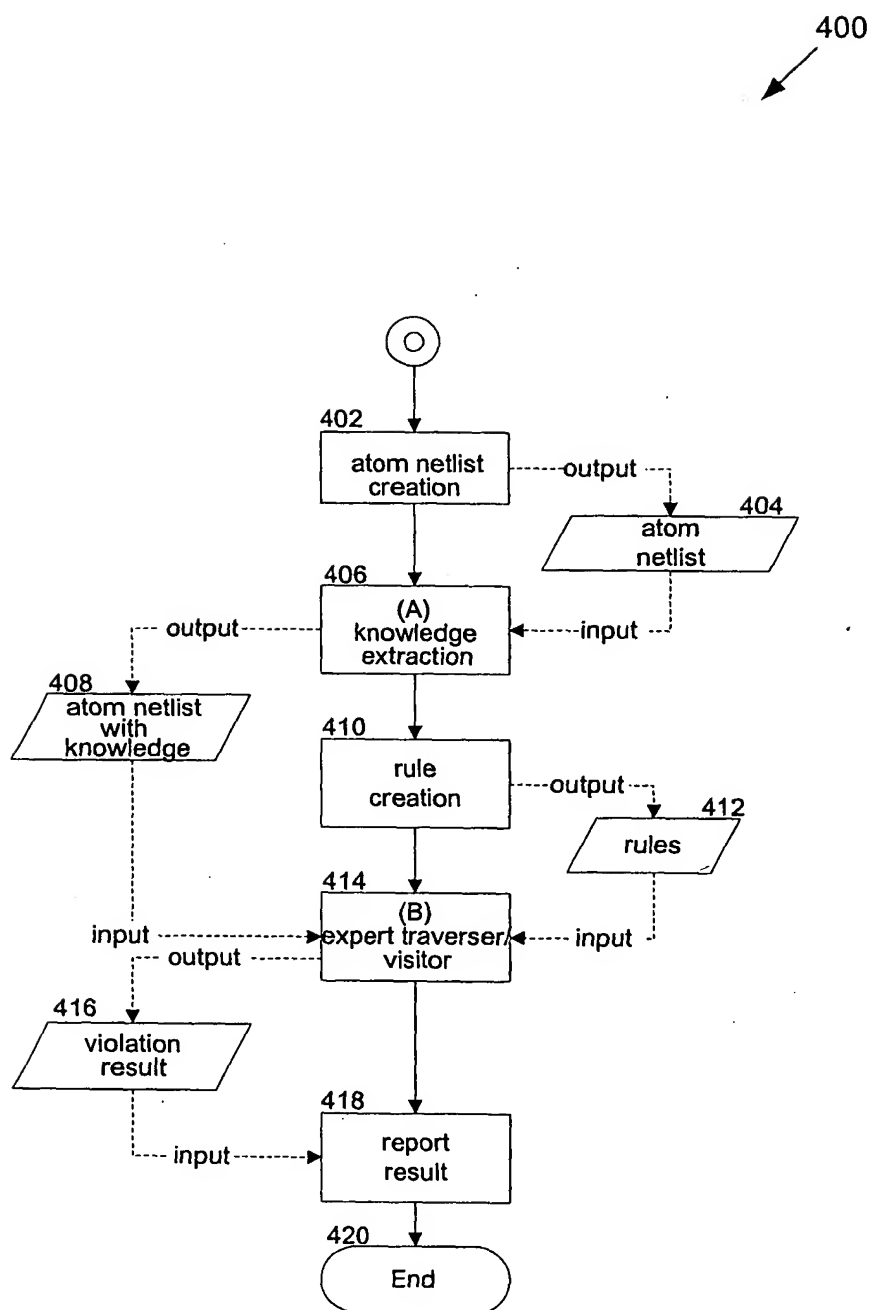 400
402
atom netlist
creation
output
404
atom
netlist
406
(A)
knowledge
extraction
output
input
408
atom netlist
with
knowledge
410
rule
creation
output
412
rules
414
(B)
expert traverser/
visitor
input
input
output
416
violation
result
418
report
result
input
420
End